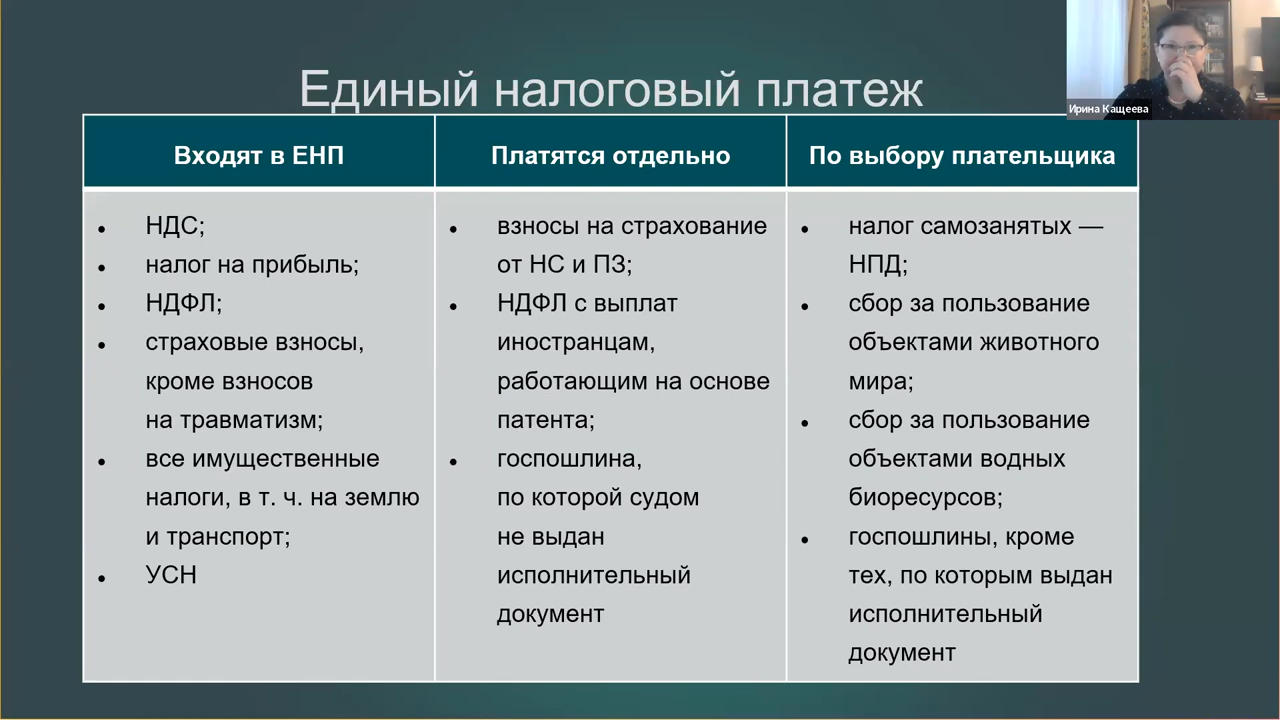 Единый налоговый платеж
Ирина Кащеева
Входят в ЕНП
Платятся отдельно
По выбору плательщика
• НДС;
• налог на прибыль;
• НДФЛ;
• страховые взносы,
кроме взносов
на травматизм;
• все имущественные
налоги, в т. ч. на землю
и транспорт;
• УСН
• взносы на страхование
от НС и ПЗ;
• НДФЛ с выплат
иностранцам,
работающим на основе
патента;
• госпошлина,
по которой судом
не выдан
исполнительный
документ
• налог самозанятых —
НПД;
• сбор за пользование
объектами животного
мира;
• сбор за пользование
объектами водных
биоресурсов;
• госпошлины, кроме
тех, по которым выдан
исполнительный
документ